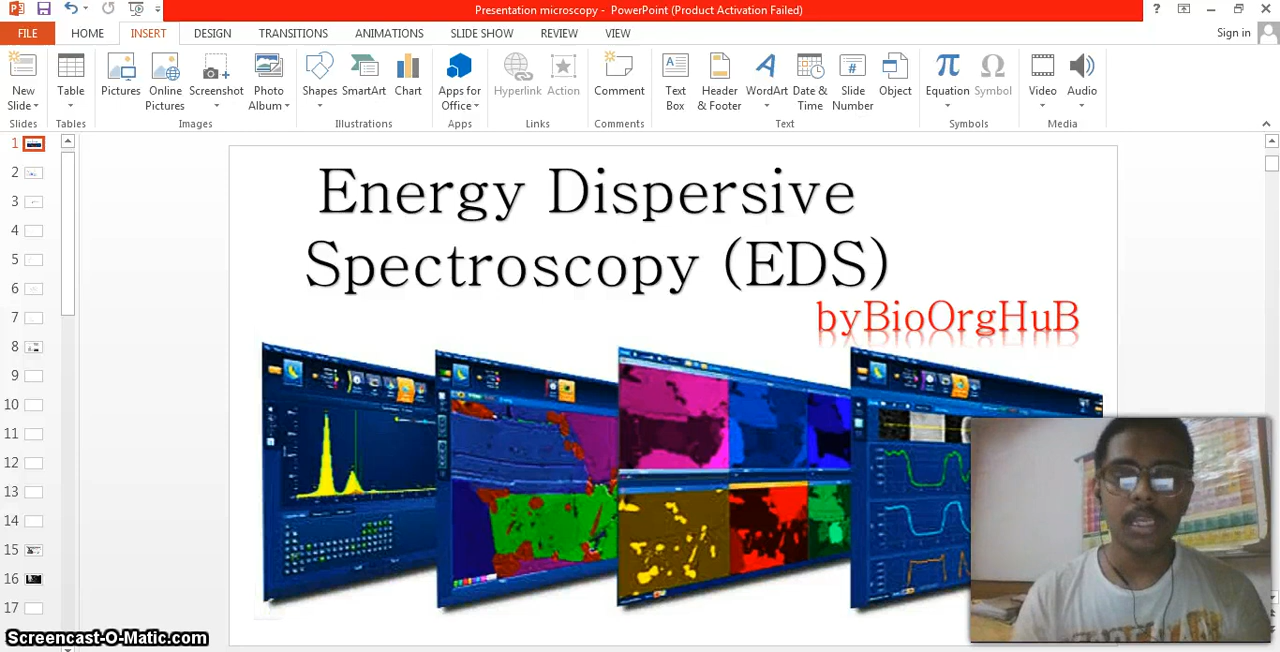 Presentation microscopy - PowerPoint (Product Activation Failed)
FILE HOME INSERT DESIGN TRANSITIONS ANIMATIONS SLIDE SHOW REVIEW VIEW Sign in
New Slide Table Pictures Online Pictures Screenshot Photo Album Shapes SmartArt Chart Apps for Office Hyperlink Action Comment Text Box Header & Footer WordArt Date & Time Slide Number Object Equation Symbol Video Audio
Slides Tables Images Illustrations Apps Links Comments Text Symbols Media
1
2
3
4
5
6
7
8
9
10
11
12
13
14
15
16
17
Energy Dispersive
Spectroscopy (EDS)
byBioOrgHuB
Screencast-O-Matic.com